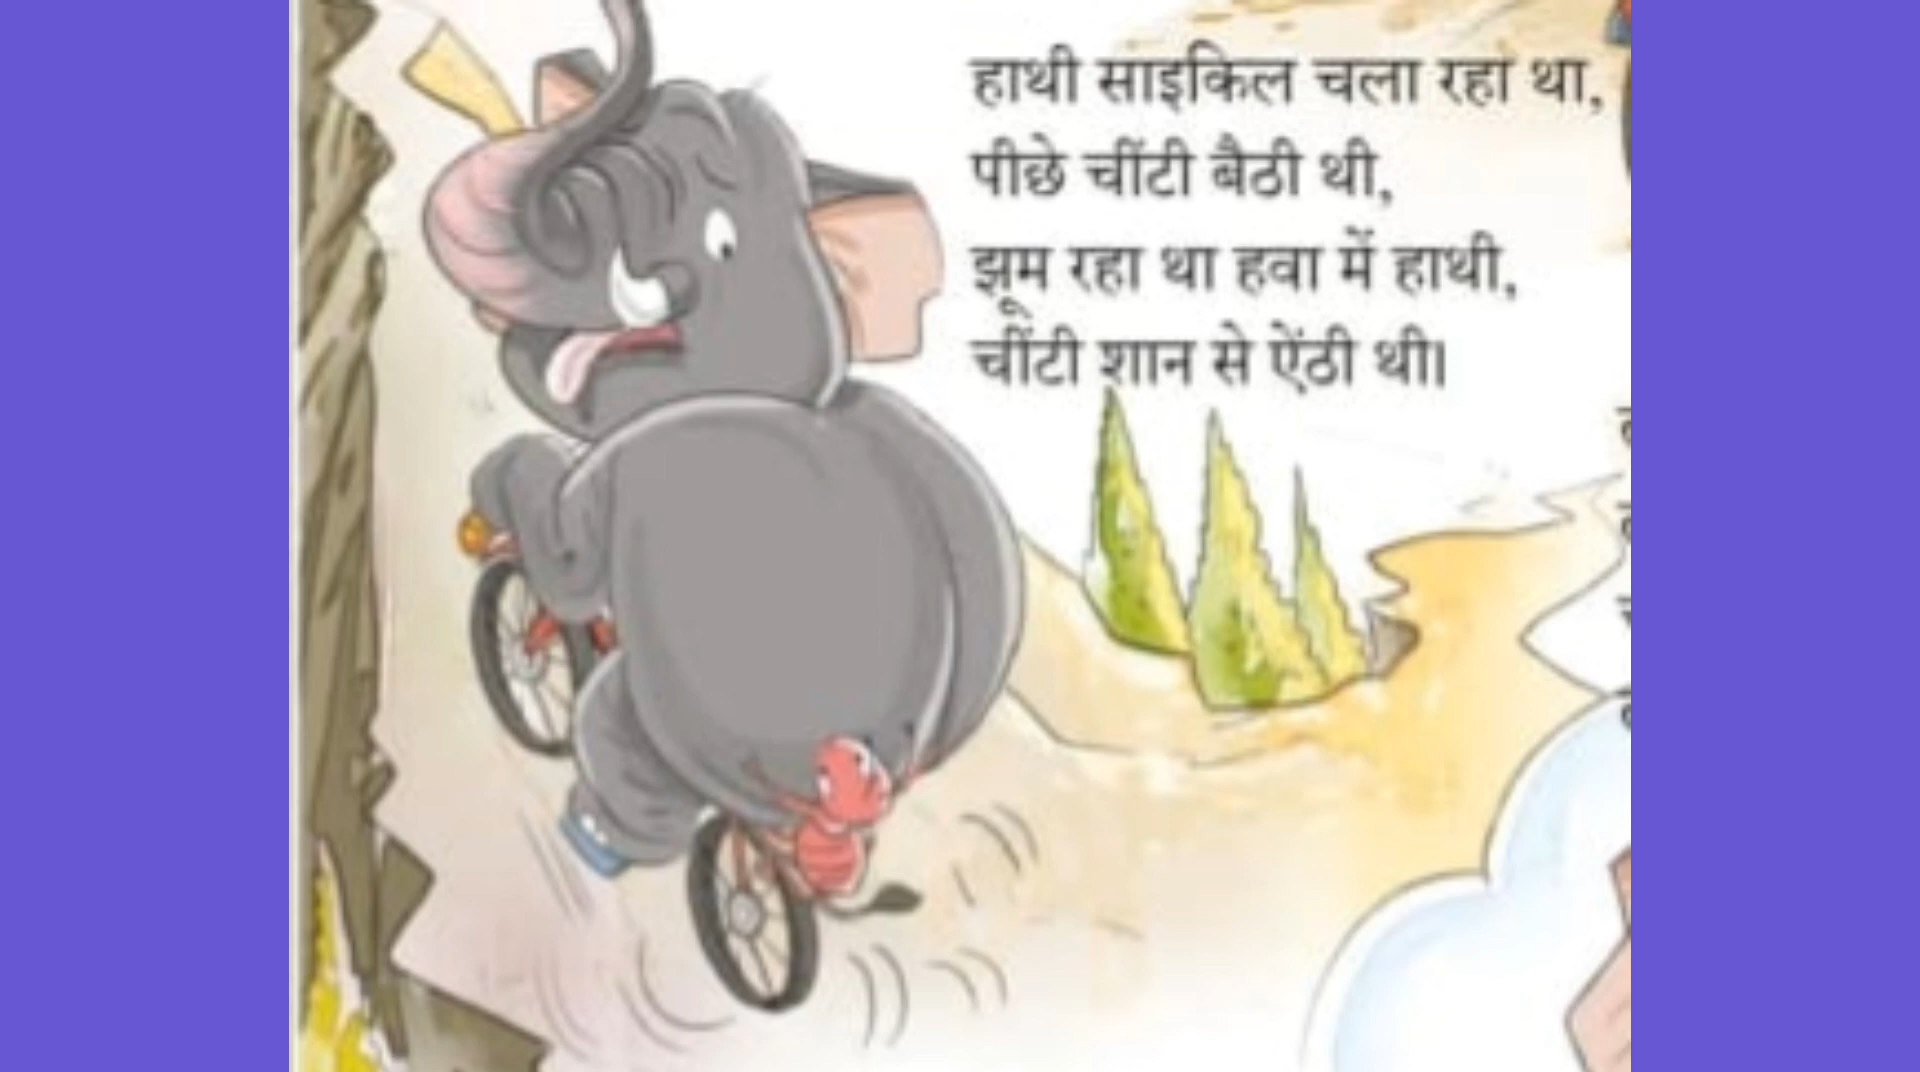 हाथी साइकिल चला रहा था,
पीछे चींटी बैठी थी,
झूम रहा था हवा में हाथी,
चींटी शान से ऐंठी थी।